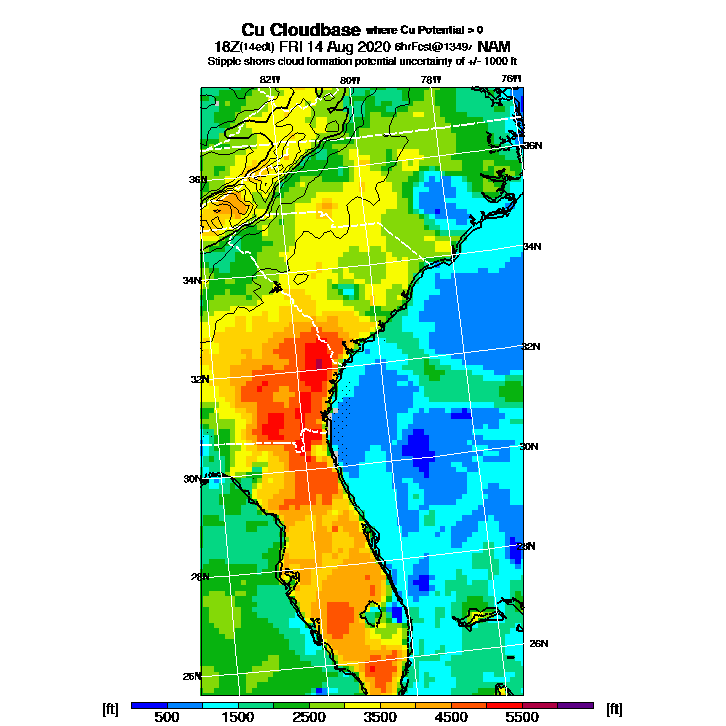 Cu Cloudbase where Cu Potential > 0
18Z(14edt) FRI 14 Aug 2020 6hrFcst@1349z NAM
Stipple shows cloud formation potential uncertainty of +/- 1000 ft
82W 80W 78W 76W
36N
36N
34N
34N
32N
32N
30N
30N
28N
28N
26N
26N
[ft] 500 1500 2500 3500 4500 5500 [ft]